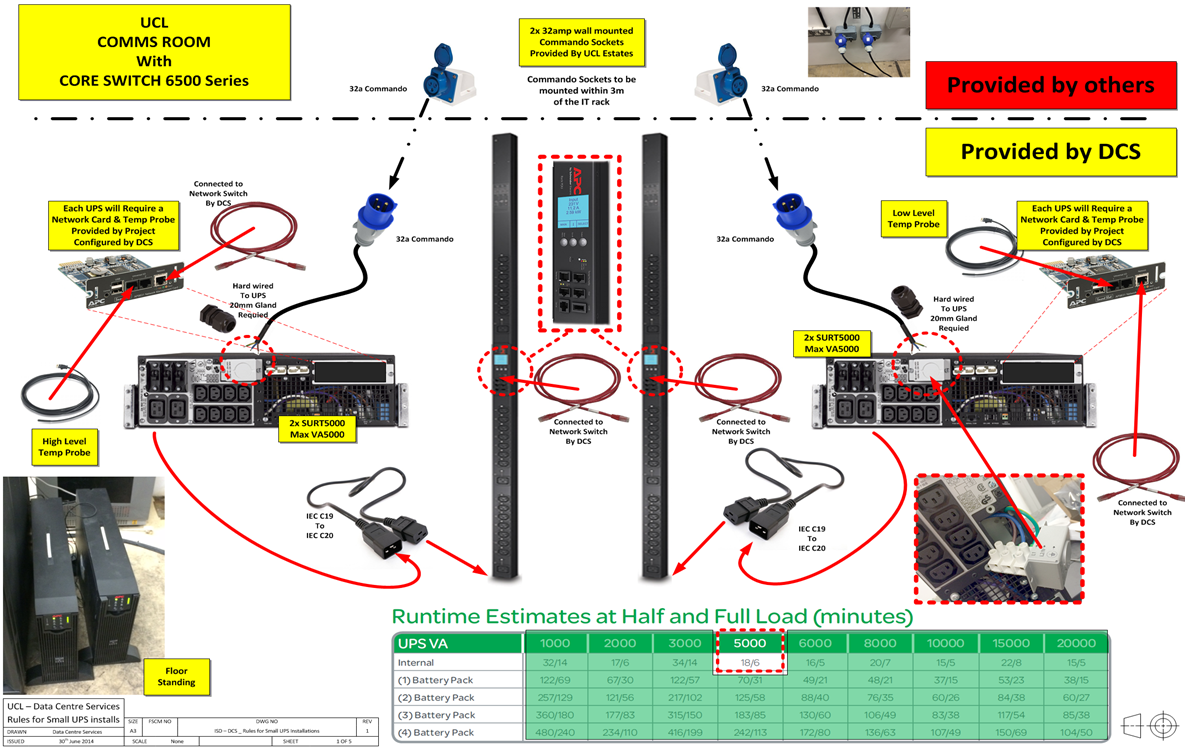 UCL
COMMS ROOM
With
CORE SWITCH 6500 Series
2x 32amp wall mounted
Commando Sockets
Provided By UCL Estates
Commando Sockets to be
mounted within 3m
of the IT rack
32a Commando
32a Commando
Provided by others
Provided by DCS
Connected to
Network Switch
By DCS
Each UPS will Require a
Network Card & Temp Probe
Provided by Project
Configured by DCS
32a Commando
Hard wired
To UPS
20mm Gland
Requied
APC
APC
32a Commando
Low Level
Temp Probe
Each UPS will Require a
Network Card & Temp Probe
Provided by Project
Configured by DCS
APC
Hard wired
To UPS
20mm Gland
Requied
2x SURT5000
Max VA5000
2x SURT5000
Max VA5000
High Level
Temp Probe
Connected to
Network Switch
By DCS
Connected to
Network Switch
By DCS
IEC C19
To
IEC C20
IEC C19
To
IEC C20
Connected to
Network Switch
By DCS
Floor
Standing
Runtime Estimates at Half and Full Load (minutes)
UPS VA 1000 2000 3000 5000 6000 8000 10000 15000 20000
Internal 32/14 17/6 34/14 18/6 16/5 20/7 15/5 22/8 15/5
(1) Battery Pack 122/69 67/30 122/57 70/31 49/21 48/21 37/15 53/23 38/15
(2) Battery Pack 257/129 121/56 217/102 125/58 88/40 76/35 60/26 84/38 60/27
(3) Battery Pack 360/180 177/83 315/150 183/85 130/60 106/49 83/38 117/54 85/38
(4) Battery Pack 480/240 234/110 416/199 242/113 172/80 136/63 107/49 150/69 104/50
UCL – Data Centre Services
Rules for Small UPS installs
DRAWN Data Centre Services
ISSUED 30th June 2014
SIZE FSCM NO DWG NO REV
A3 ISD – DCS _ Rules for Small UPS Installations 1
SCALE None SHEET 1 OF 5